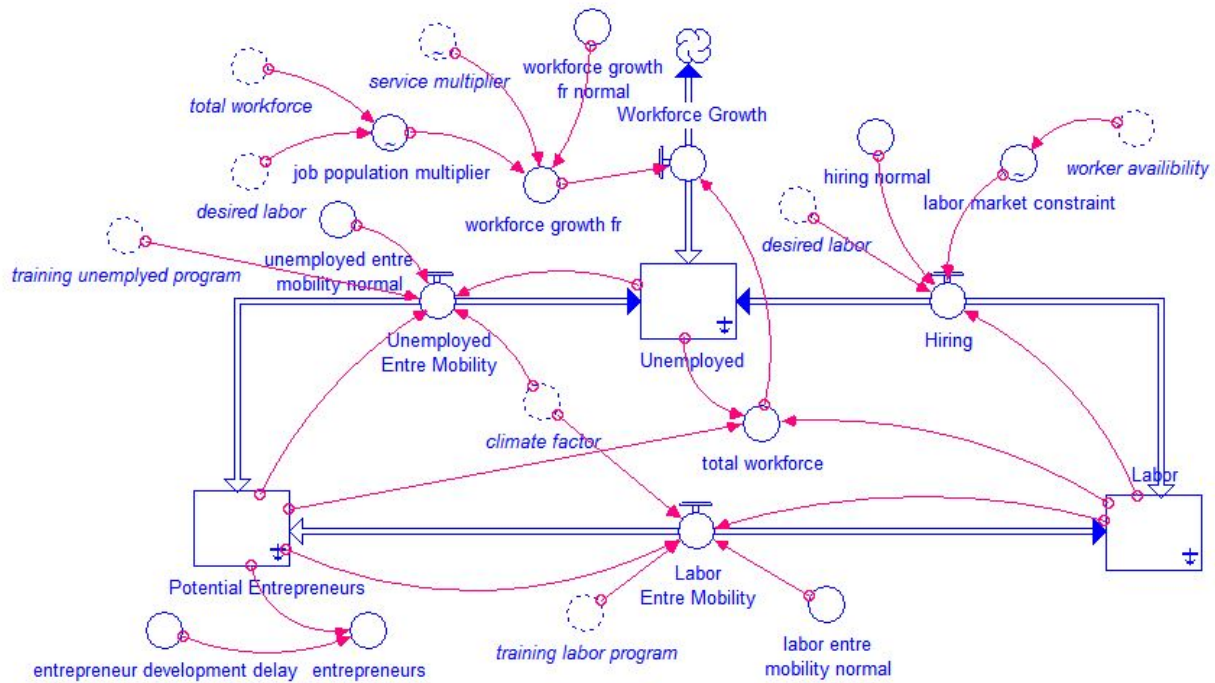 workforce growth
fr normal
service multiplier
total workforce
Workforce Growth
job population multiplier
hiring normal
worker availibility
labor market constraint
desired labor
workforce growth fr
desired labor
training unemplyed program
unemployed entre
mobility normal
Unemployed
Entre Mobility
Unemployed
Hiring
climate factor
total workforce
Labor
Potential Entrepreneurs
Labor
Entre Mobility
training labor program
labor entre
mobility normal
entrepreneur development delay
entrepreneurs